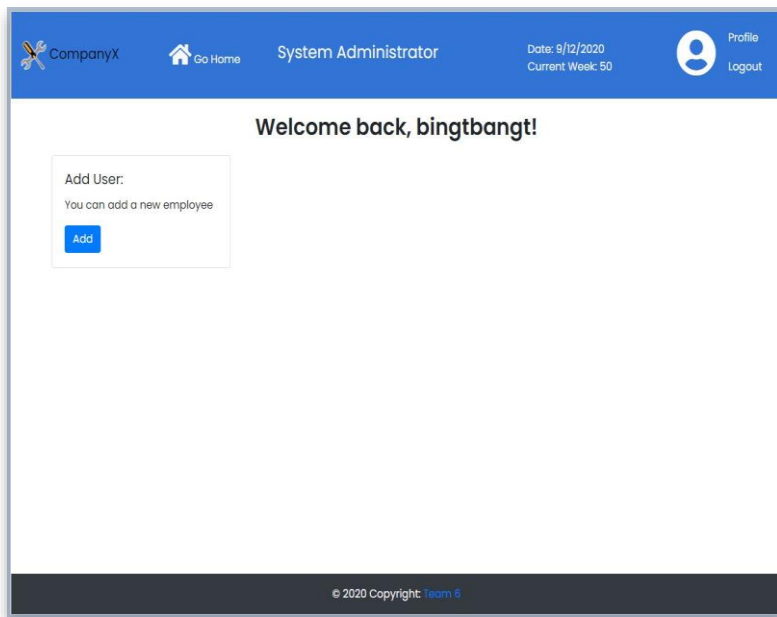 CompanyX
Go Home
System Administrator
Date: 9/12/2020
Current Week: 50
Profile
Logout
Welcome back, bingtbangt!
Add User:
You can add a new employee
Add
© 2020 Copyright: Team 6